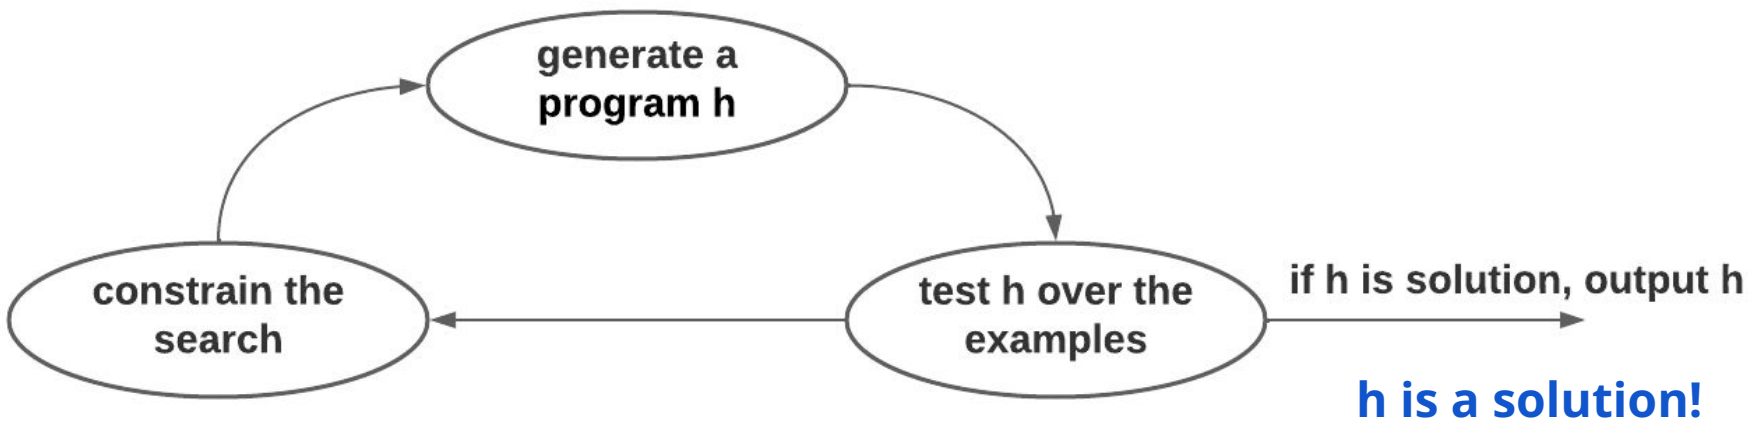 generate a
program h
constrain the
search
test h over the
examples
if h is solution, output h
h is a solution!